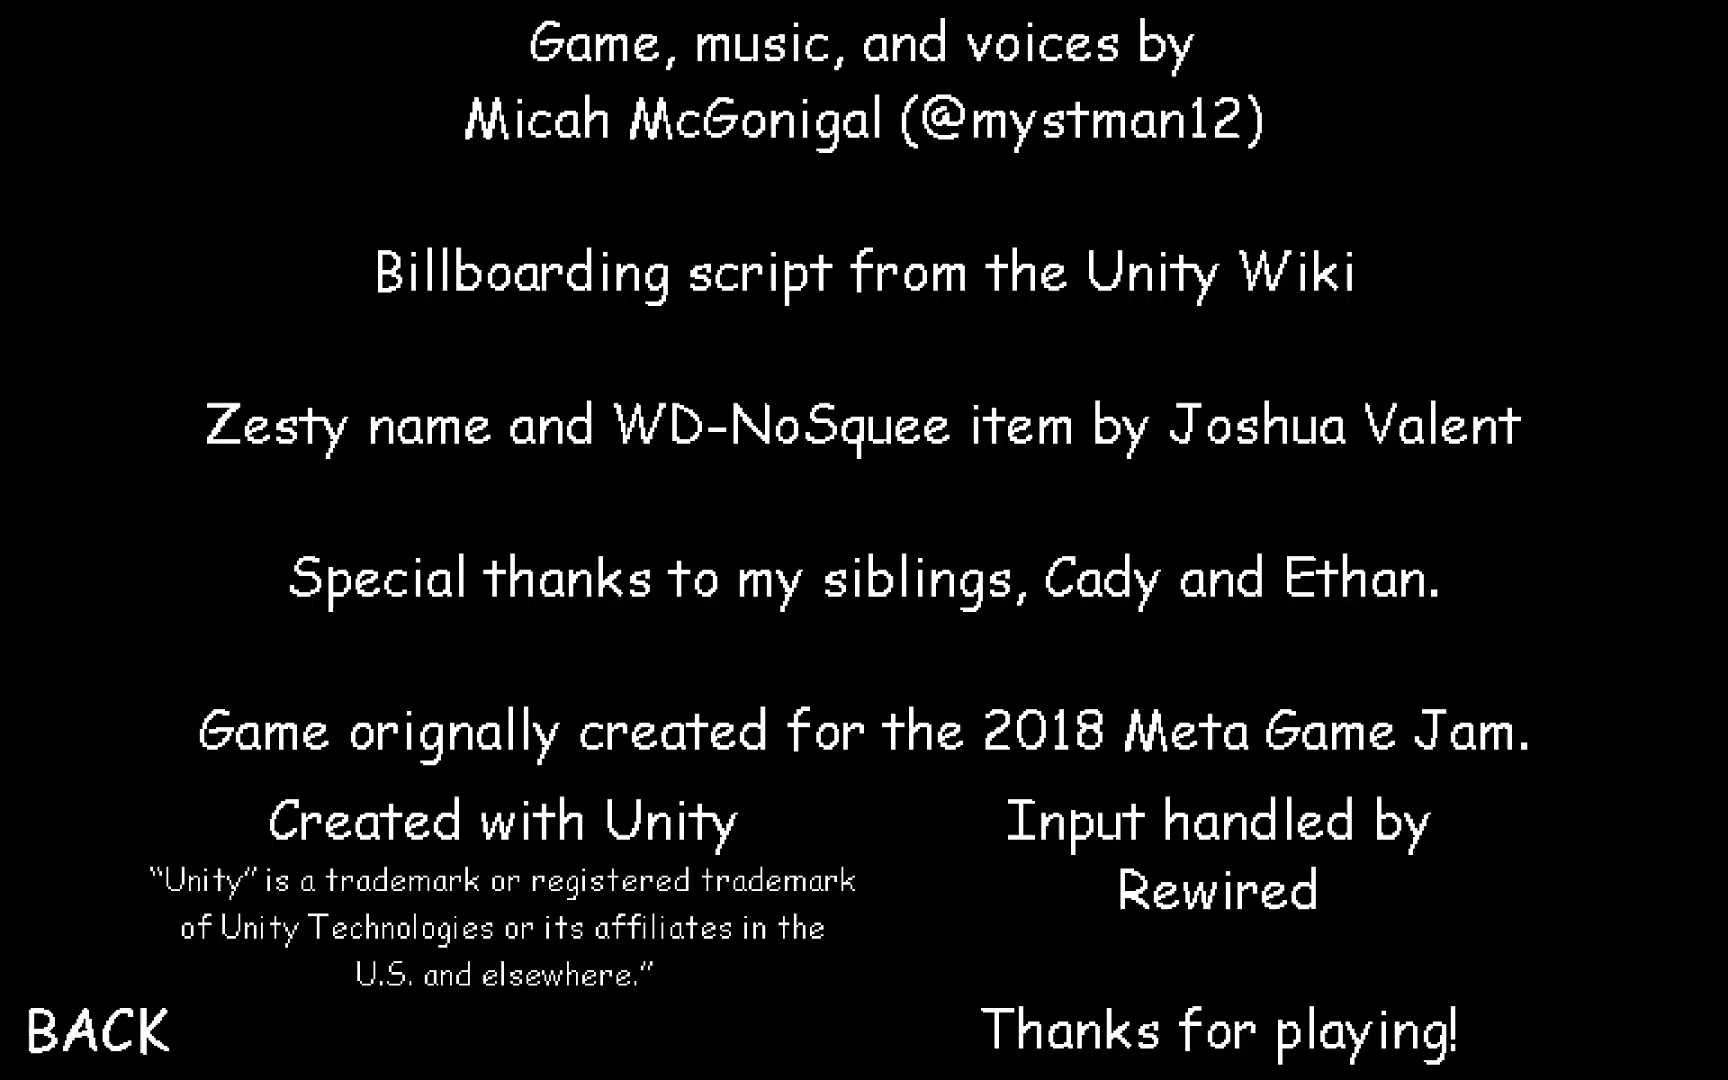 Game, music, and voices by
Micah McGonigal (@mystman12)
Billboarding script from the Unity Wiki
Zesty name and WD-NoSquee item by Joshua Valent
Special thanks to my siblings, Cady and Ethan.
Game orignally created for the 2018 Meta Game Jam.
Created with Unity
“Unity” is a trademark or registered trademark
of Unity Technologies or its affiliates in the
U.S. and elsewhere.”
Input handled by
Rewired
BACK
Thanks for playing!